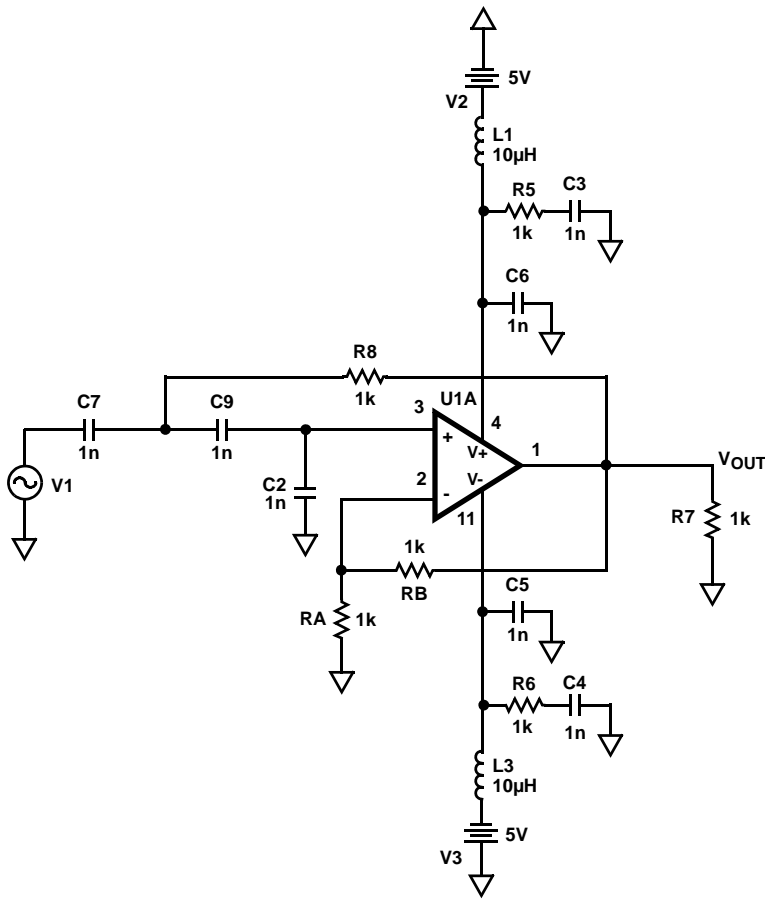 5V
V2
L1
10µH
R5
C3
1k
1n
C6
1n
R8
1k
U1A
C7
C9
3
4
1n
1n
+
V+
1
V1
C2
1n
2
-
V-
11
VOUT
R7
1k
1k
RB
RA
1k
C5
1n
R6
C4
1k
1n
L3
10µH
5V
V3